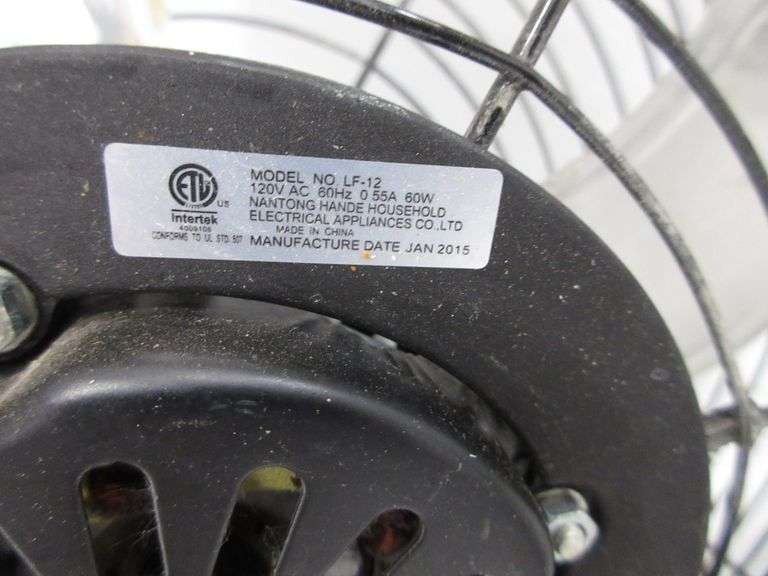 ETL
US
LISTED
Intertek
4009108
CONFORMS TO UL STD. 507
MODEL NO LF-12
120V AC 60Hz 0 55A 60W
NANTONG HANDE HOUSEHOLD
ELECTRICAL APPLIANCES CO.,LTD
MADE IN CHINA
MANUFACTURE DATE JAN 2015